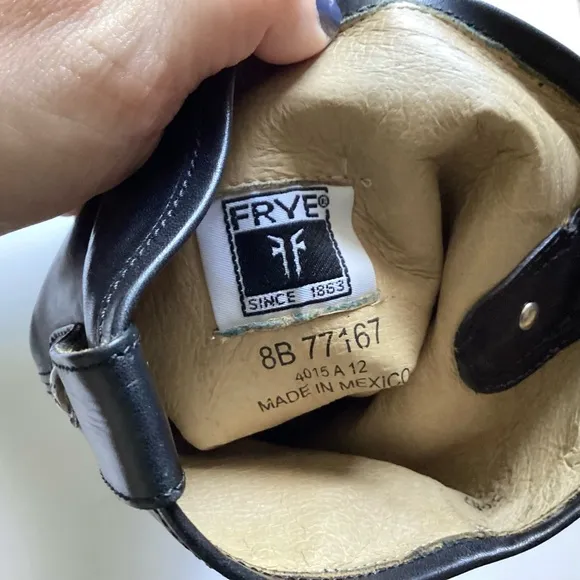 FRYE®
SINCE 1863
8B 77167
4015 A 12
MADE IN MEXICO